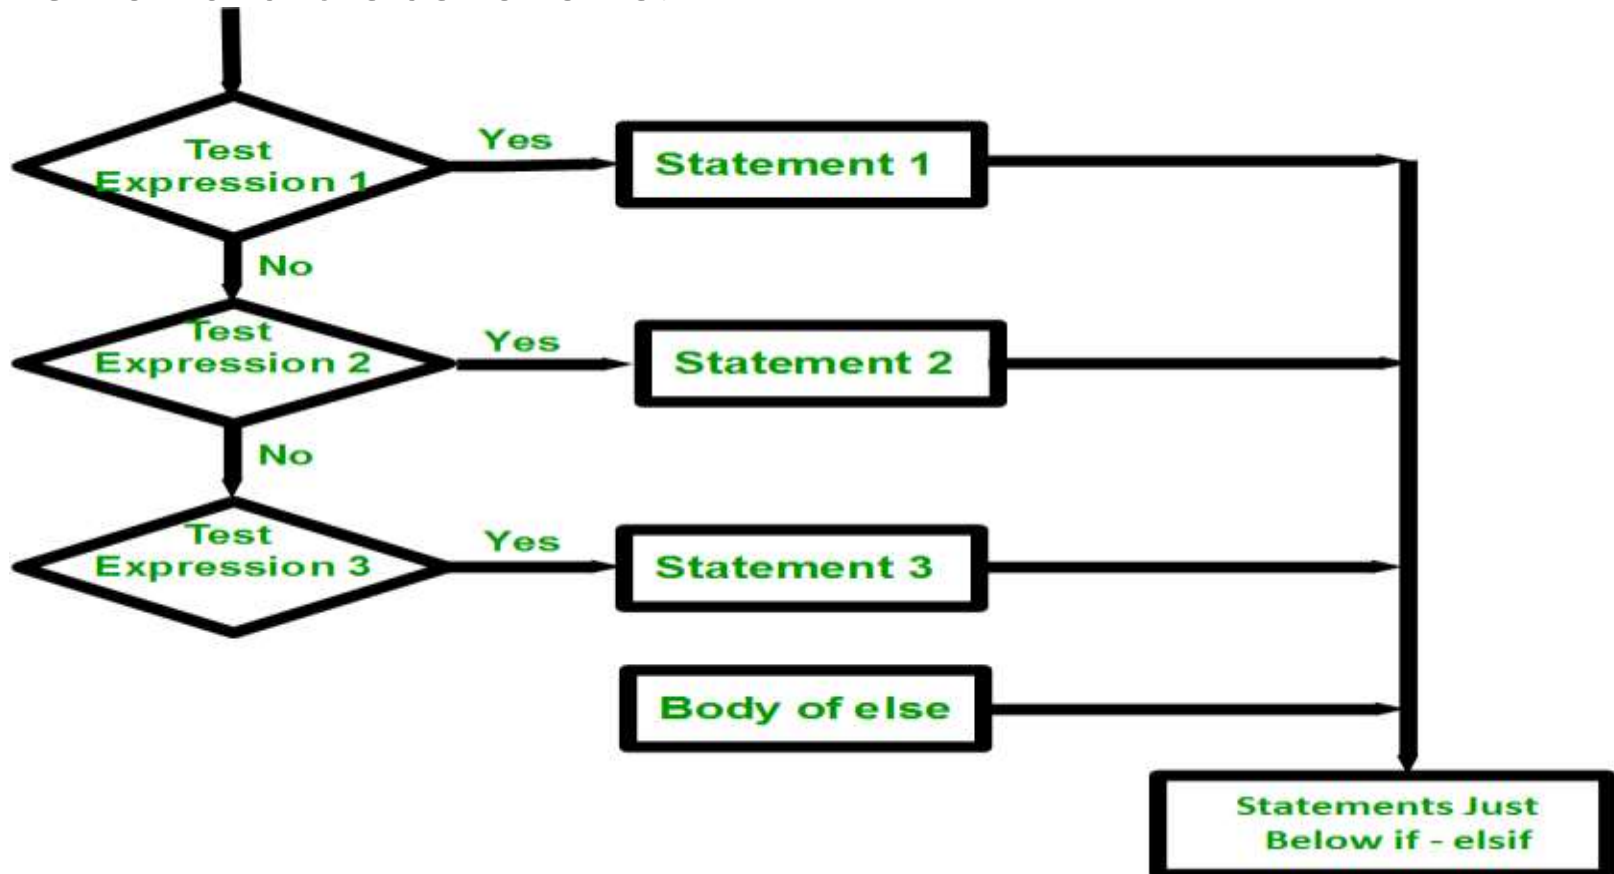 Test
Expression 1
Yes
Statement 1
No
Test
Expression 2
Yes
Statement 2
No
Test
Expression 3
Yes
Statement 3
Body of else
Statements Just
Below if - elsif